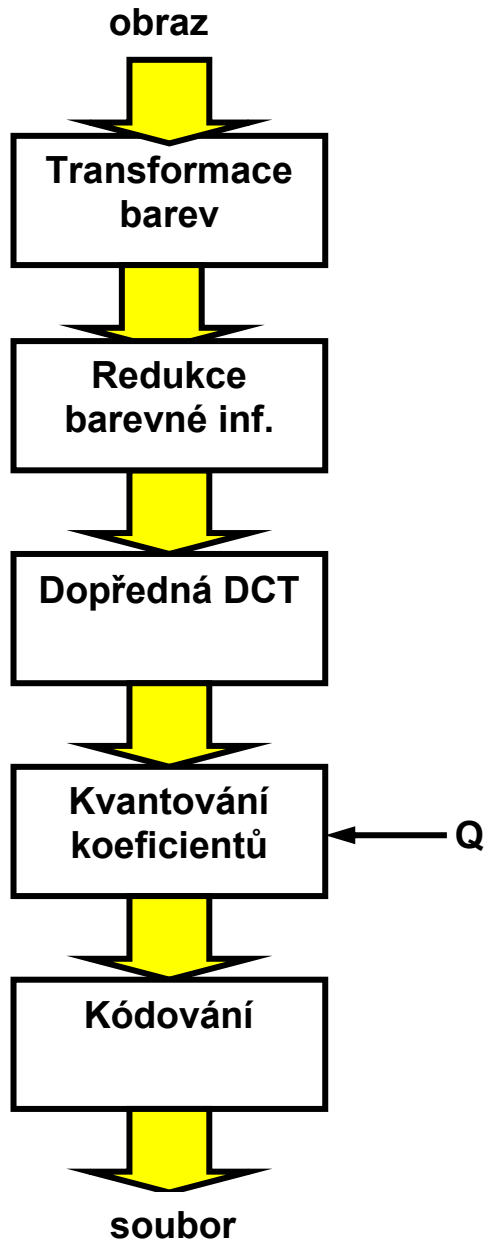 obraz
Transformace
barev
Redukce
barevné inf.
Dopředná DCT
Kvantování
koeficientů
Q
Kódování
soubor